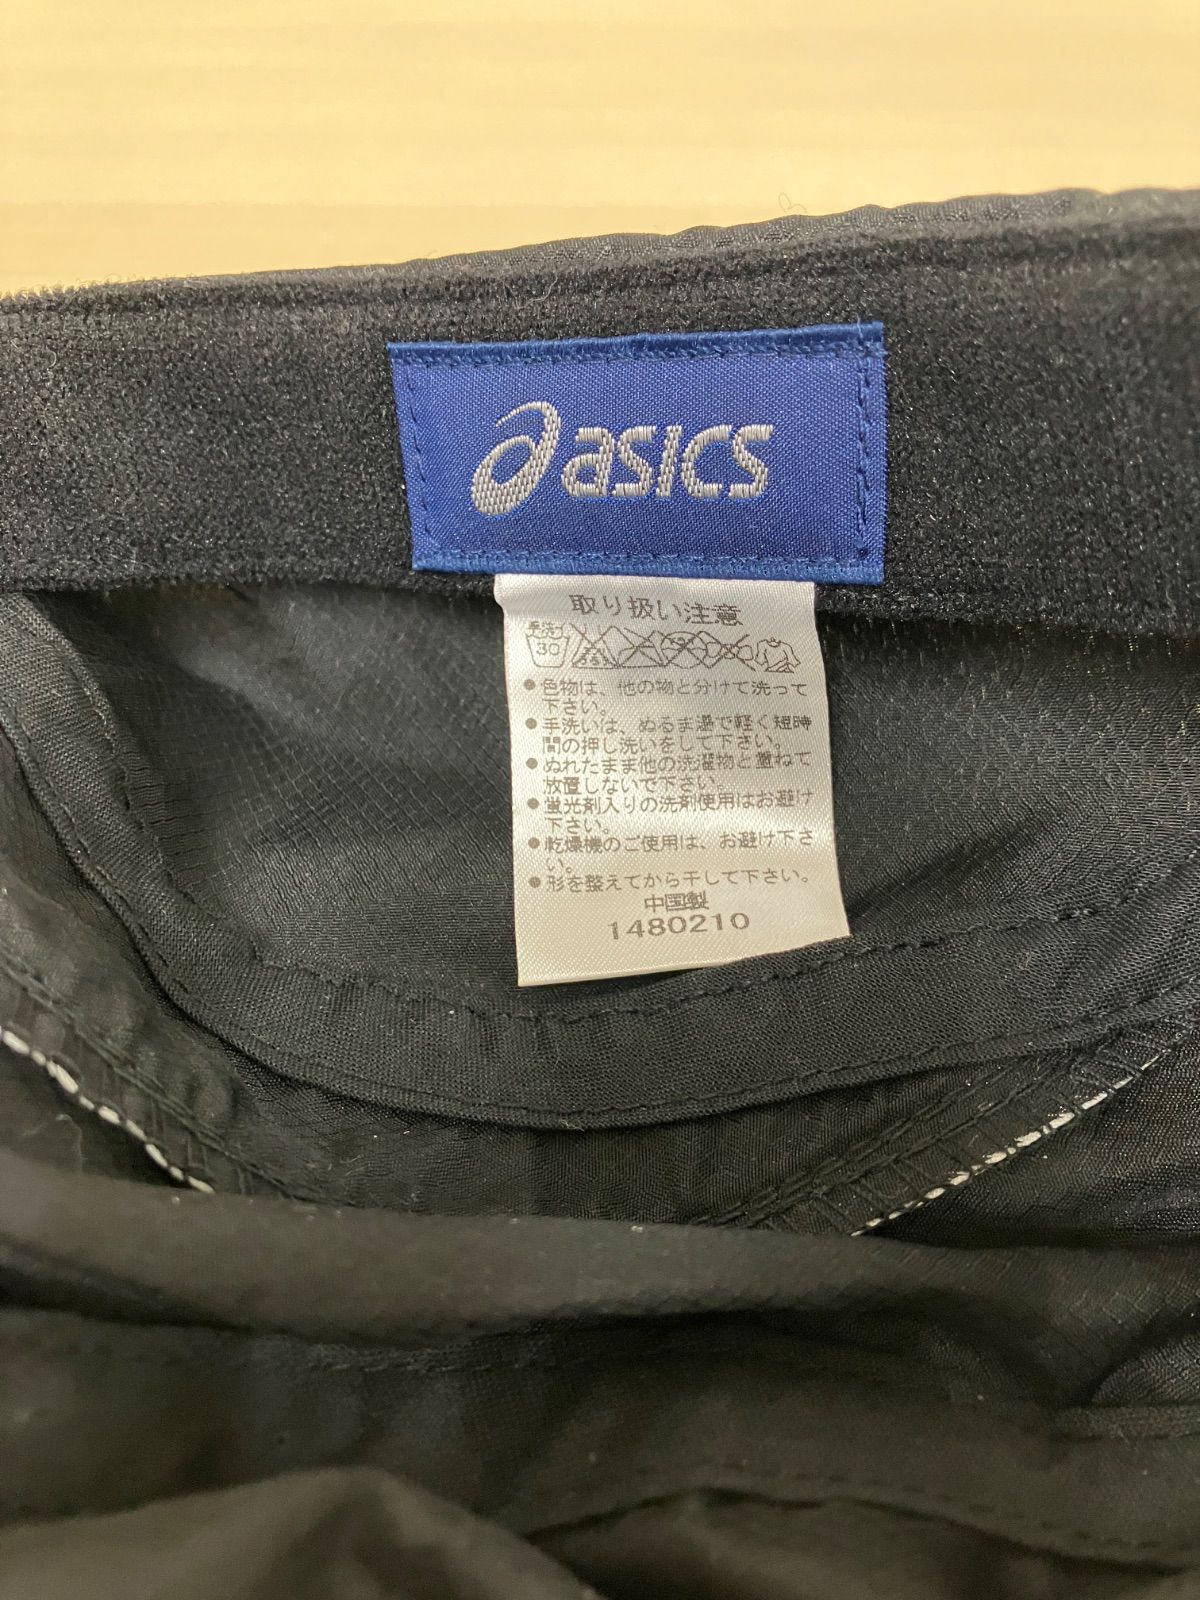 asics
取り扱い注意
手洗イ
30
●色物は、他の物と分けて洗って
下さい。
●手洗いは、ぬるま湯で軽く短時
間の押し洗いをして下さい。
●ぬれたまま他の洗濯物と重ねて
放置しないで下さい。
●蛍光剤入りの洗剤使用はお避け
下さい。
●乾燥機のご使用は、お避け下さ
い。
●形を整えてから干して下さい。
中国製
1480210